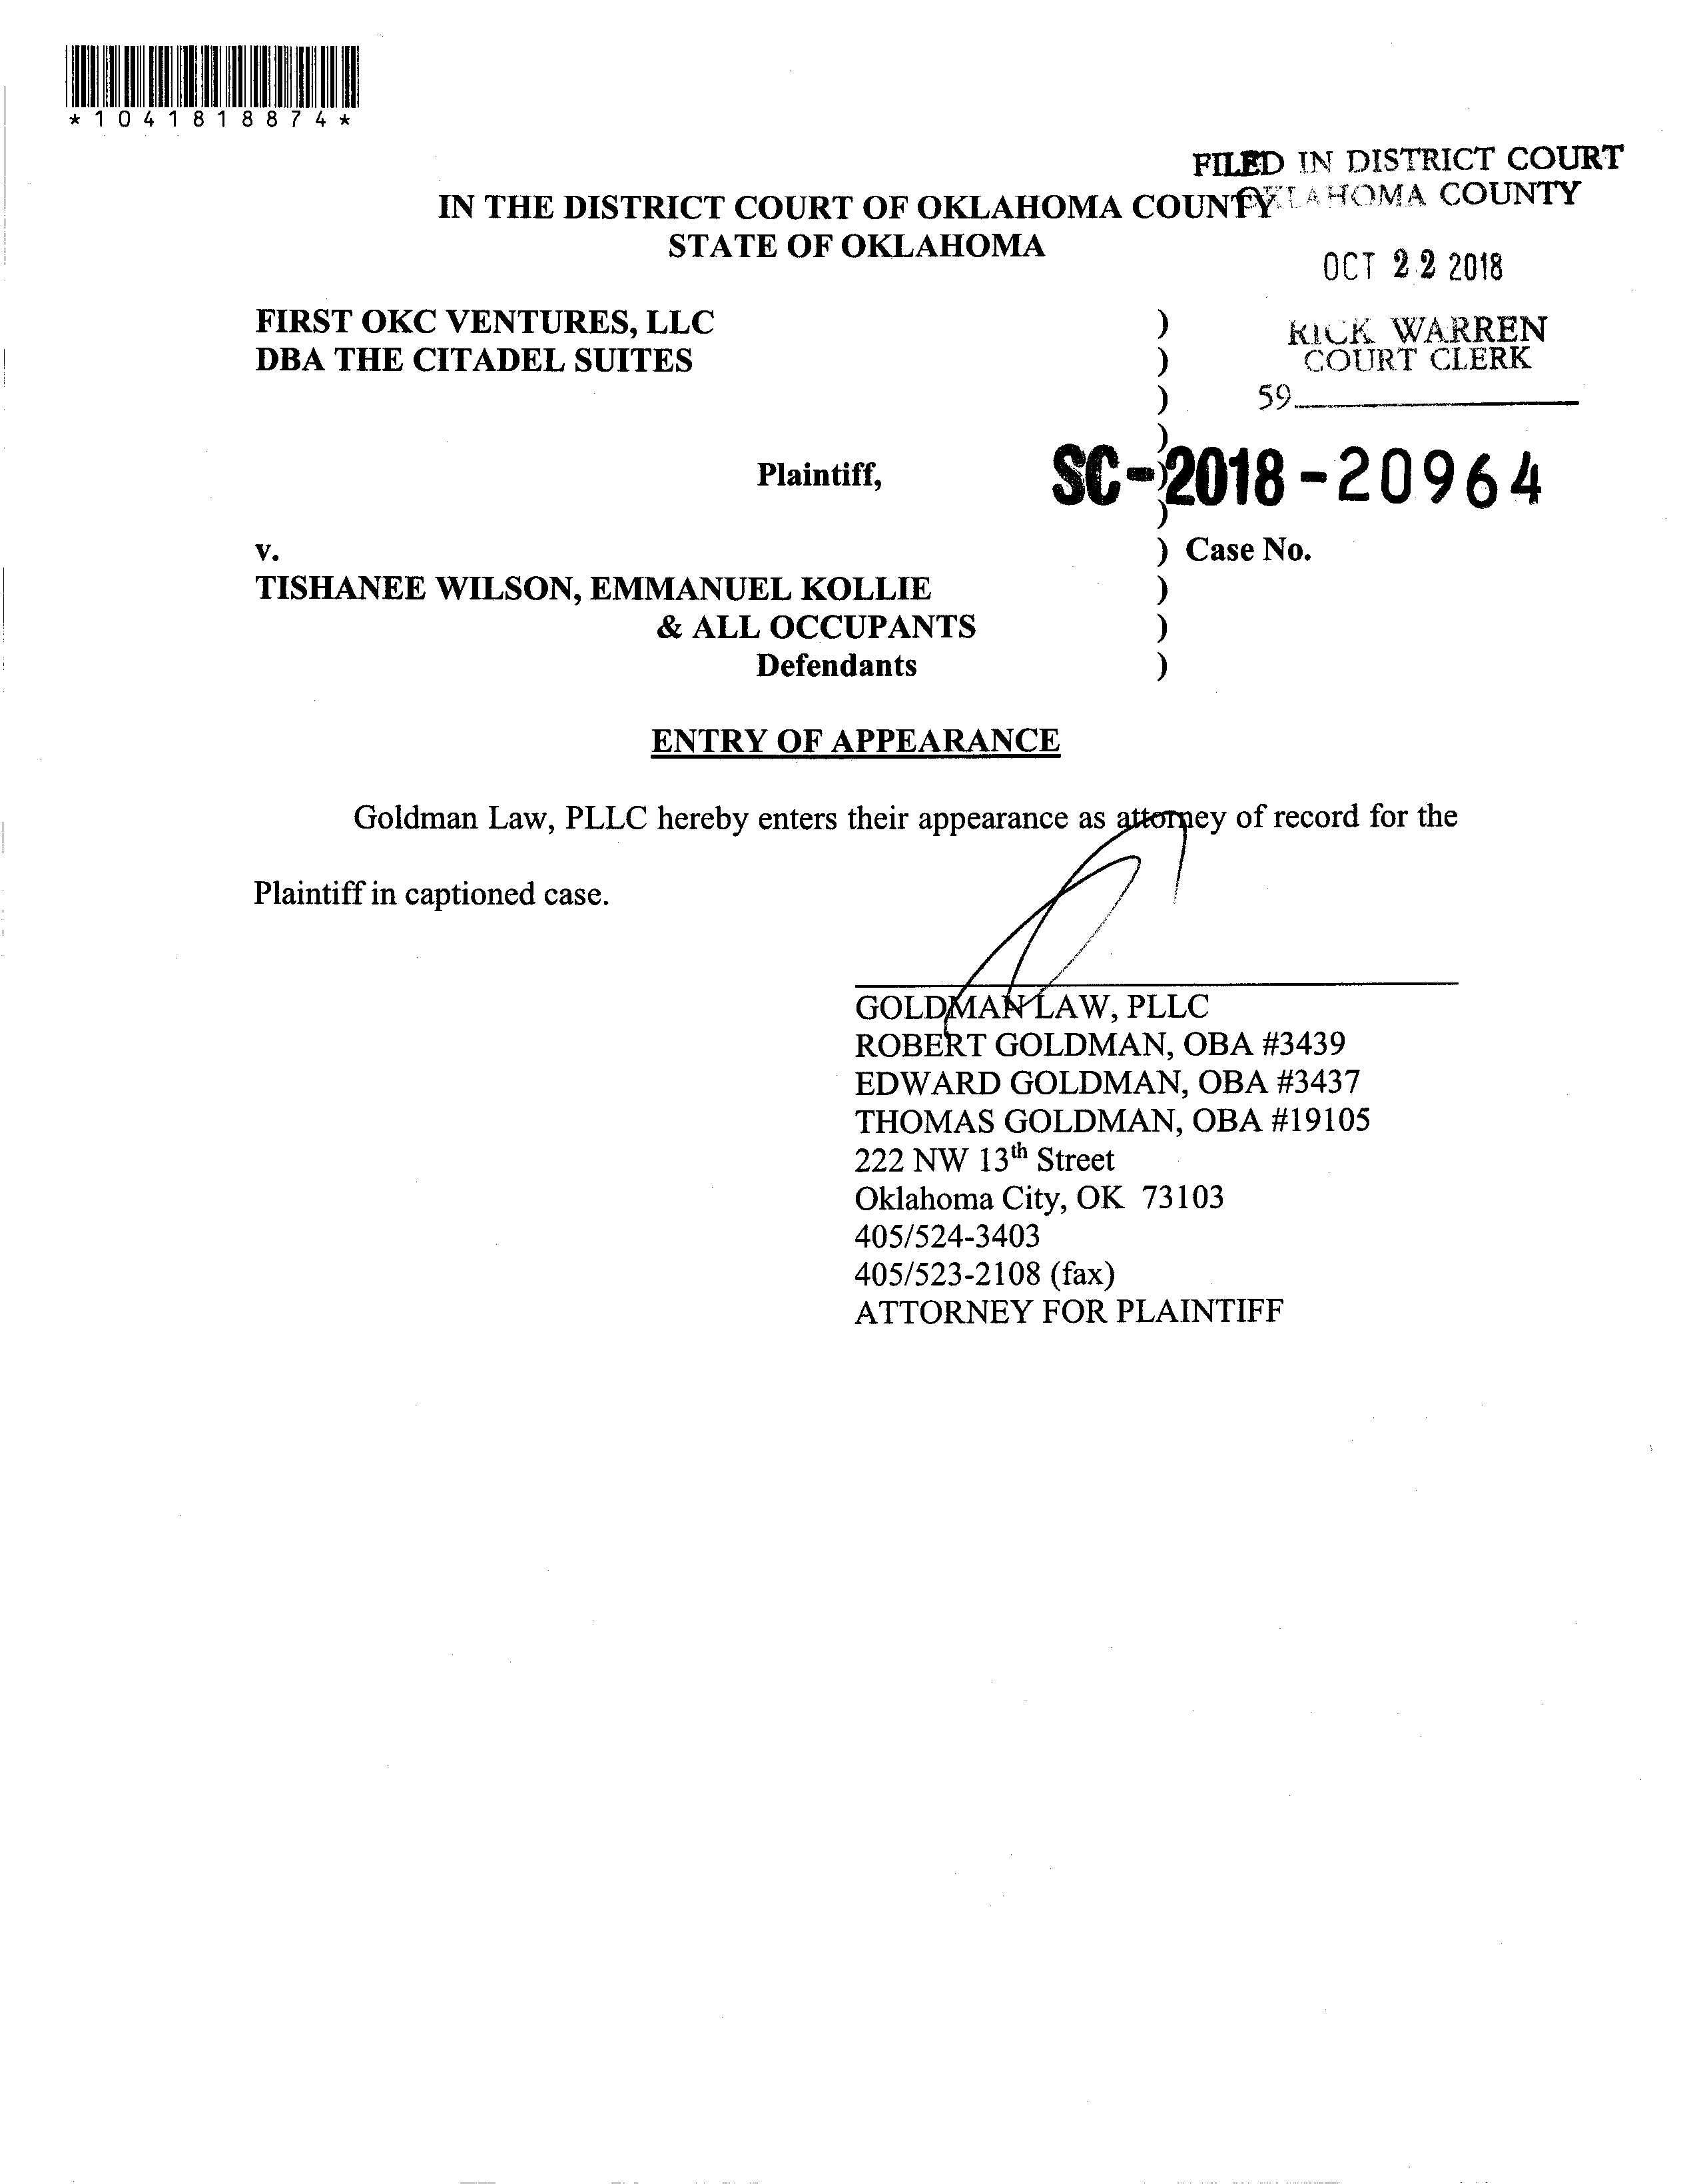 *1041818874*
FILED IN DISTRICT COURT
OKLAHOMA COUNTY
IN THE DISTRICT COURT OF OKLAHOMA COUNTY
STATE OF OKLAHOMA
OCT 22 2018
FIRST OKC VENTURES, LLC )
DBA THE CITADEL SUITES )
RICK WARREN
COURT CLERK
)
59
)
Plaintiff, )
SC-2018-20964
)
v. ) Case No.
TISHANEE WILSON, EMMANUEL KOLLIE )
& ALL OCCUPANTS )
Defendants )
ENTRY OF APPEARANCE
Goldman Law, PLLC hereby enters their appearance as attorney of record for the
Plaintiff in captioned case.
GOLDMAN LAW, PLLC
ROBERT GOLDMAN, OBA #3439
EDWARD GOLDMAN, OBA #3437
THOMAS GOLDMAN, OBA #19105
222 NW 13th Street
Oklahoma City, OK 73103
405/524-3403
405/523-2108 (fax)
ATTORNEY FOR PLAINTIFF